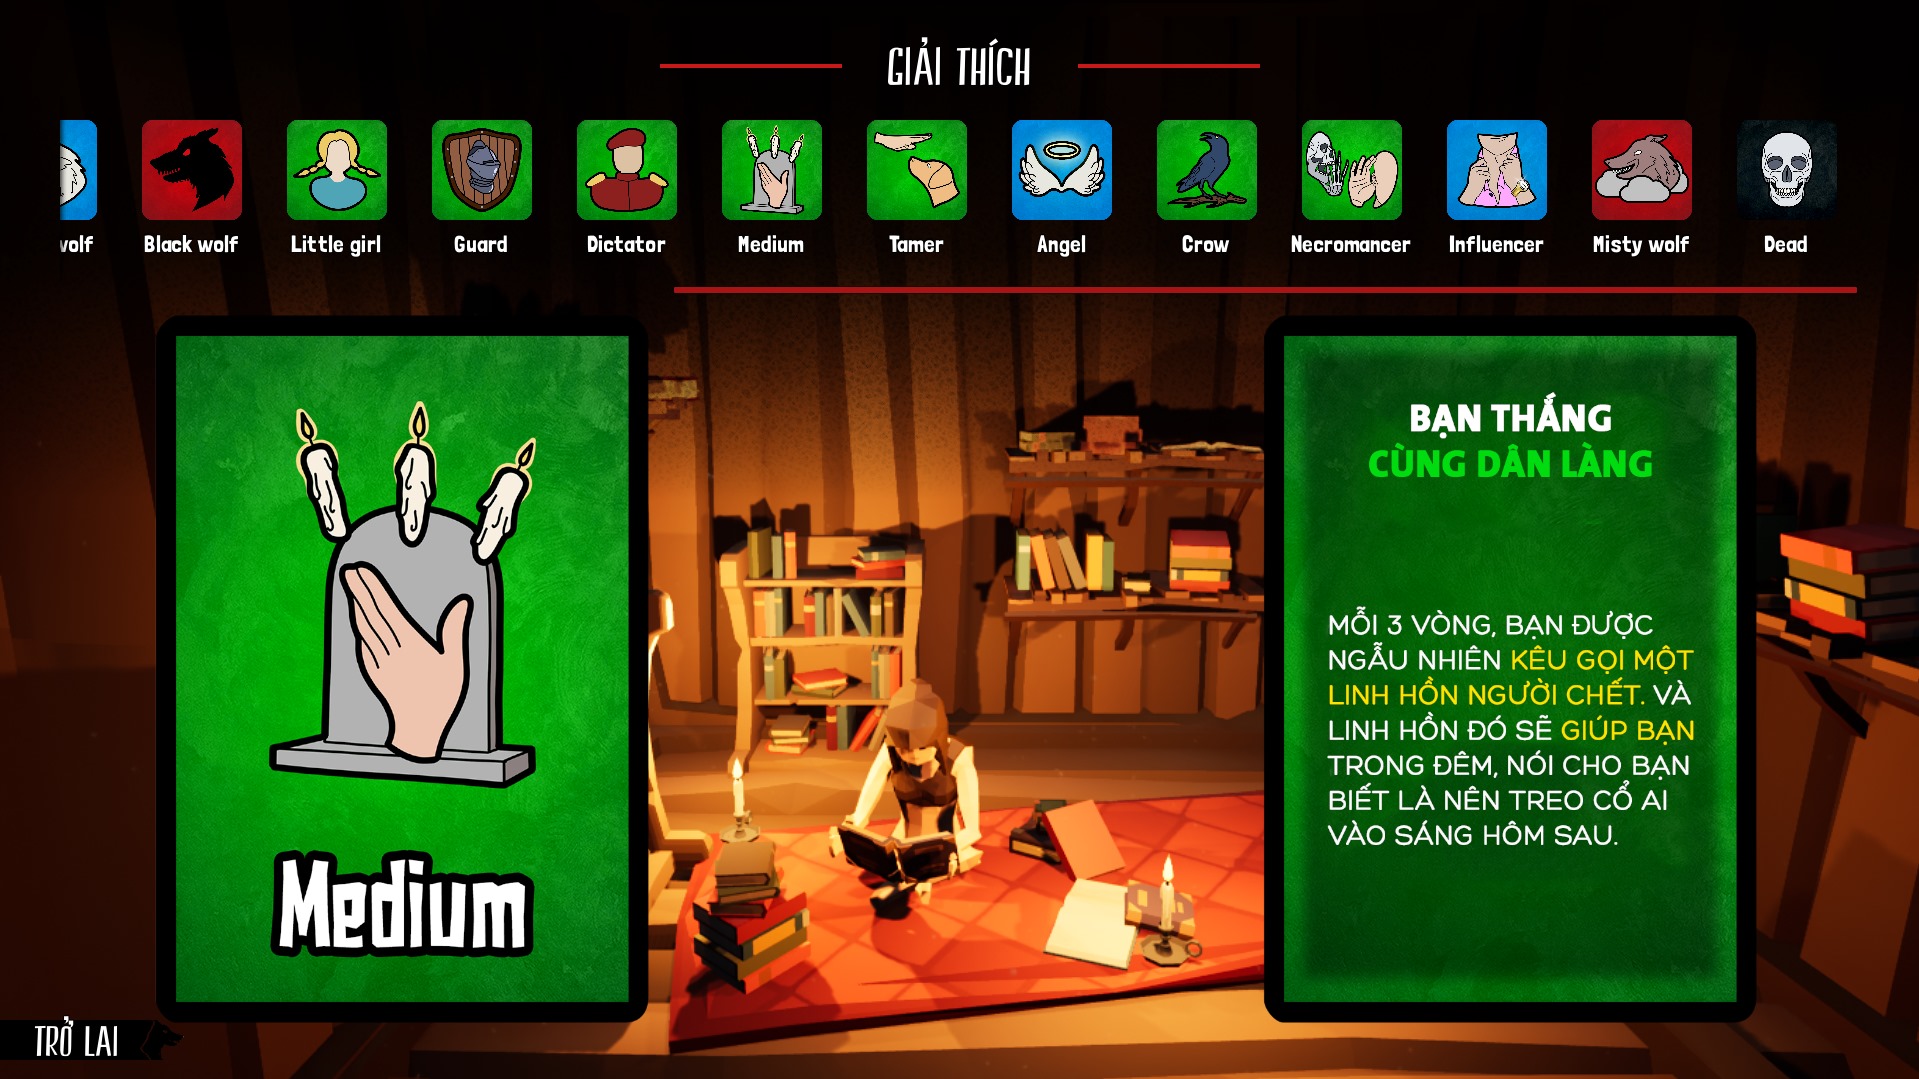 GIẢI THÍCH
wolf
Black wolf
Little girl
Guard
Dictator
Medium
Tamer
Angel
Crow
Necromancer
Influencer
Misty wolf
Dead
Medium
BẠN THẮNG
CÙNG DÂN LÀNG
MỖI 3 VÒNG, BẠN ĐƯỢC
NGẪU NHIÊN KÊU GỌI MỘT
LINH HỒN NGƯỜI CHẾT. VÀ
LINH HỒN ĐÓ SẼ GIÚP BẠN
TRONG ĐÊM, NÓI CHO BẠN
BIẾT LÀ NÊN TREO CỔ AI
VÀO SÁNG HÔM SAU.
TRỞ LẠI